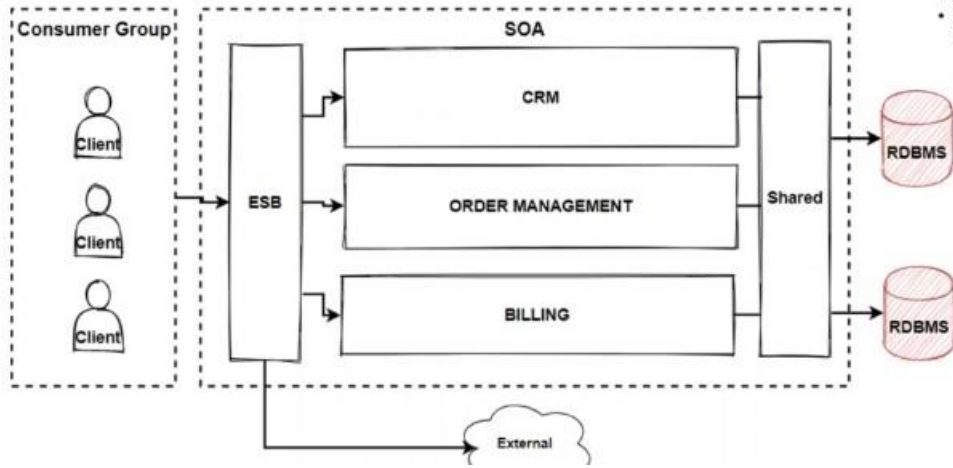 Consumer Group
SOA
Client
Client
Client
ESB
CRM
ORDER MANAGEMENT
BILLING
Shared
RDBMS
RDBMS
External